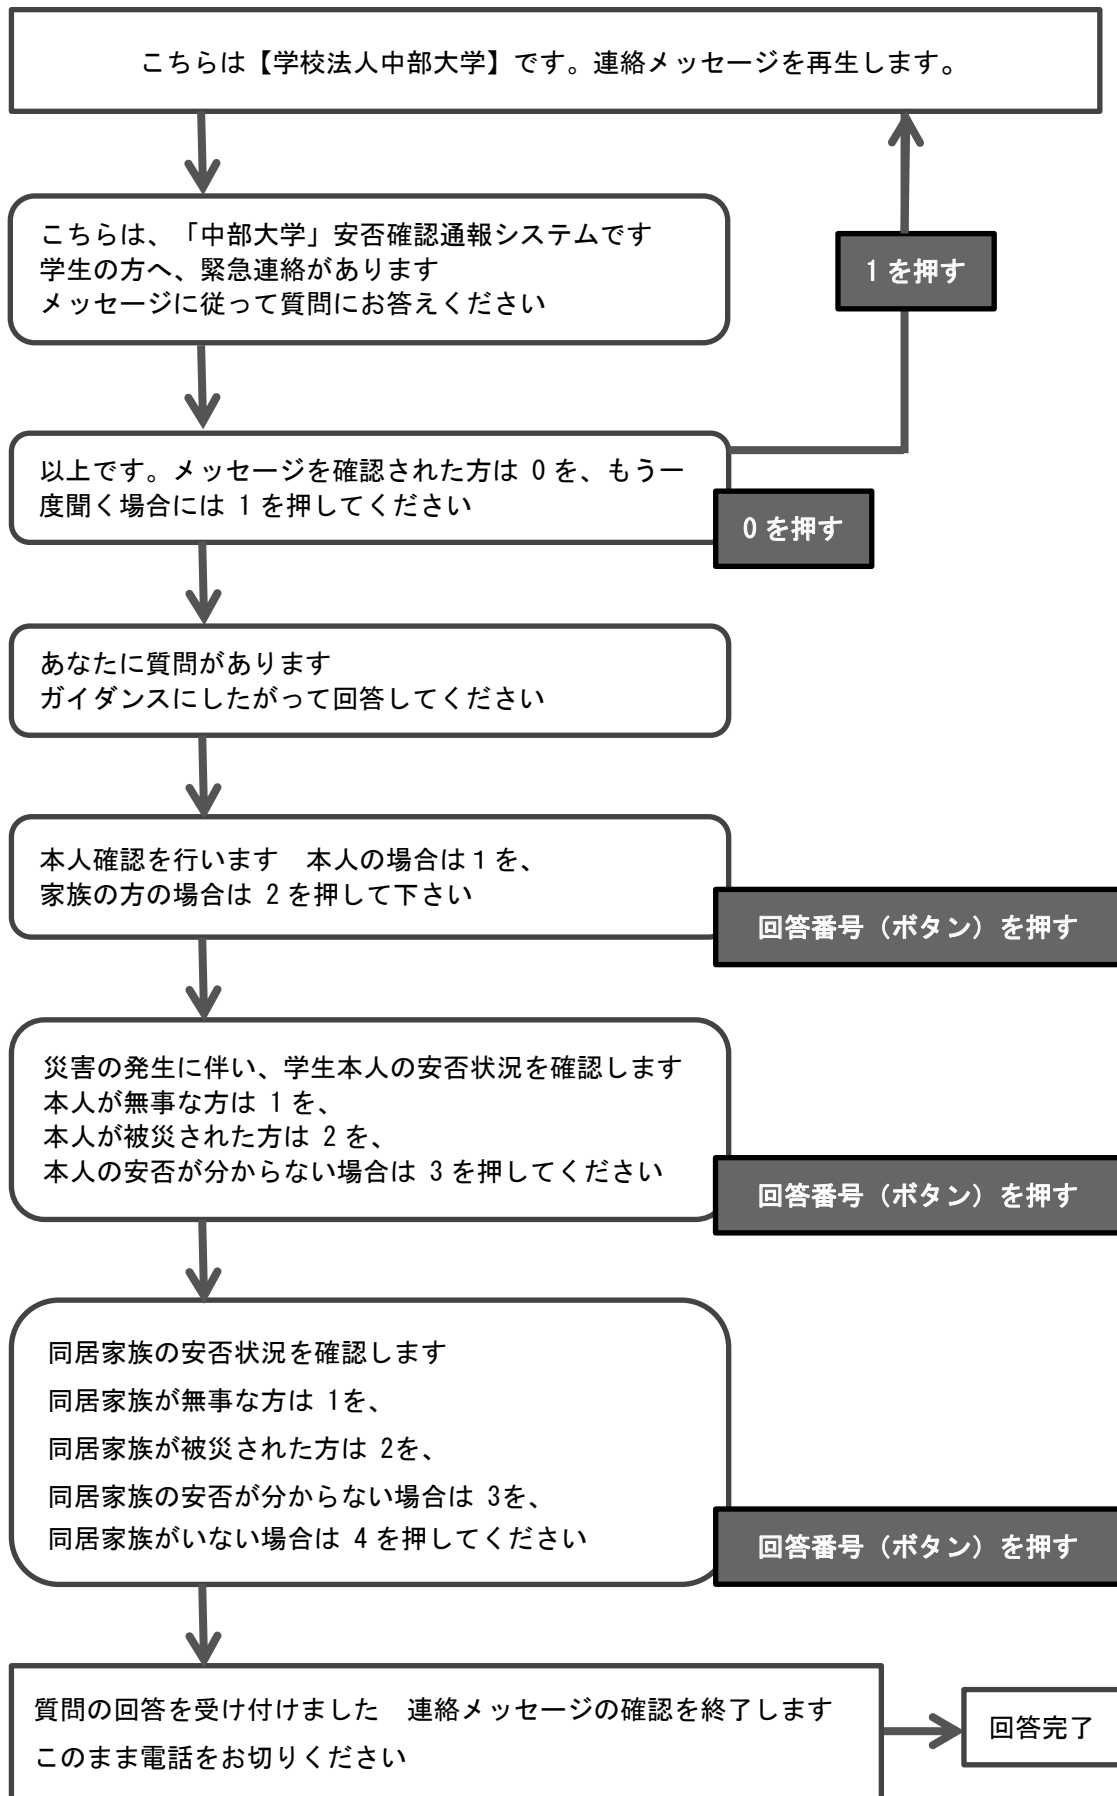 こちらは【学校法人中部大学】です。連絡メッセージを再生します。
こちらは、「中部大学」安否確認通報システムです
学生の方へ、緊急連絡があります
メッセージに従って質問にお答えください
1 を押す
以上です。メッセージを確認された方は 0 を、もう一
度聞く場合には 1 を押してください
0 を押す
あなたに質問があります
ガイダンスにしたがって回答してください
本人確認を行います　本人の場合は 1 を、
家族の方の場合は 2 を押して下さい
回答番号（ボタン）を押す
災害の発生に伴い、学生本人の安否状況を確認します
本人が無事な方は 1 を、
本人が被災された方は 2 を、
本人の安否が分からない場合は 3 を押してください
回答番号（ボタン）を押す
同居家族の安否状況を確認します
同居家族が無事な方は 1を、
同居家族が被災された方は 2を、
同居家族の安否が分からない場合は 3を、
同居家族がいない場合は 4 を押してください
回答番号（ボタン）を押す
質問の回答を受け付けました　連絡メッセージの確認を終了します
このまま電話をお切りください
回答完了